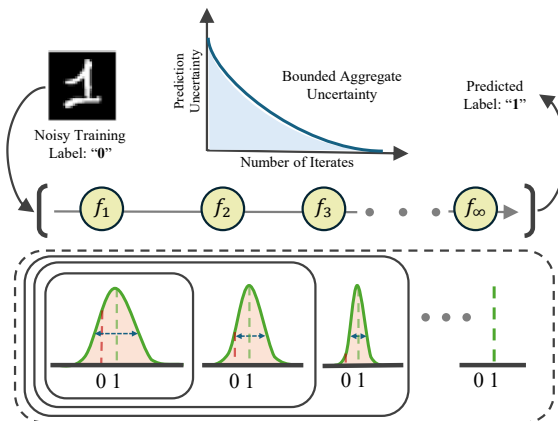 1
Noisy Training
Label: “0”
Prediction
Uncertainty
Bounded Aggregate
Uncertainty
Number of Iterates
Predicted
Label: “1”
f₁ f₂ f₃ f∞
0 1 0 1 0 1 0 1